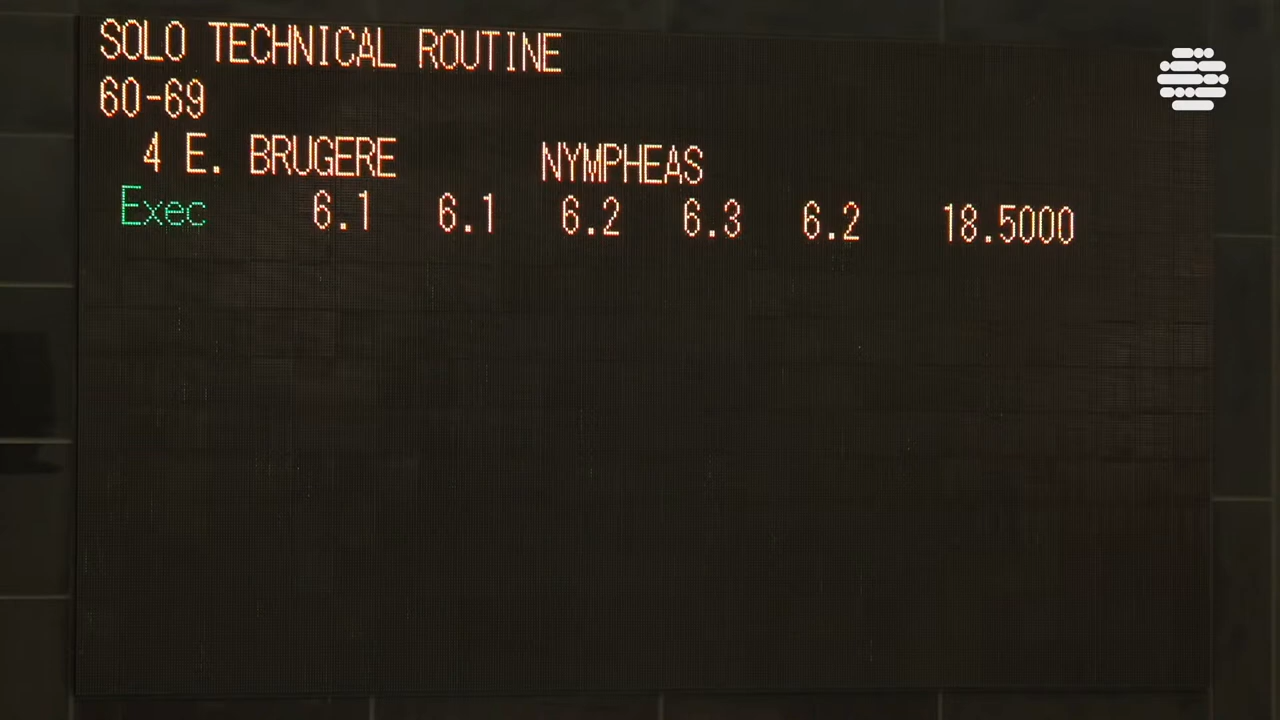 SOLO TECHNICAL ROUTINE
60-69
4 E. BRUGERE NYMPHEAS
Exec 6.1 6.1 6.2 6.3 6.2 18.5000